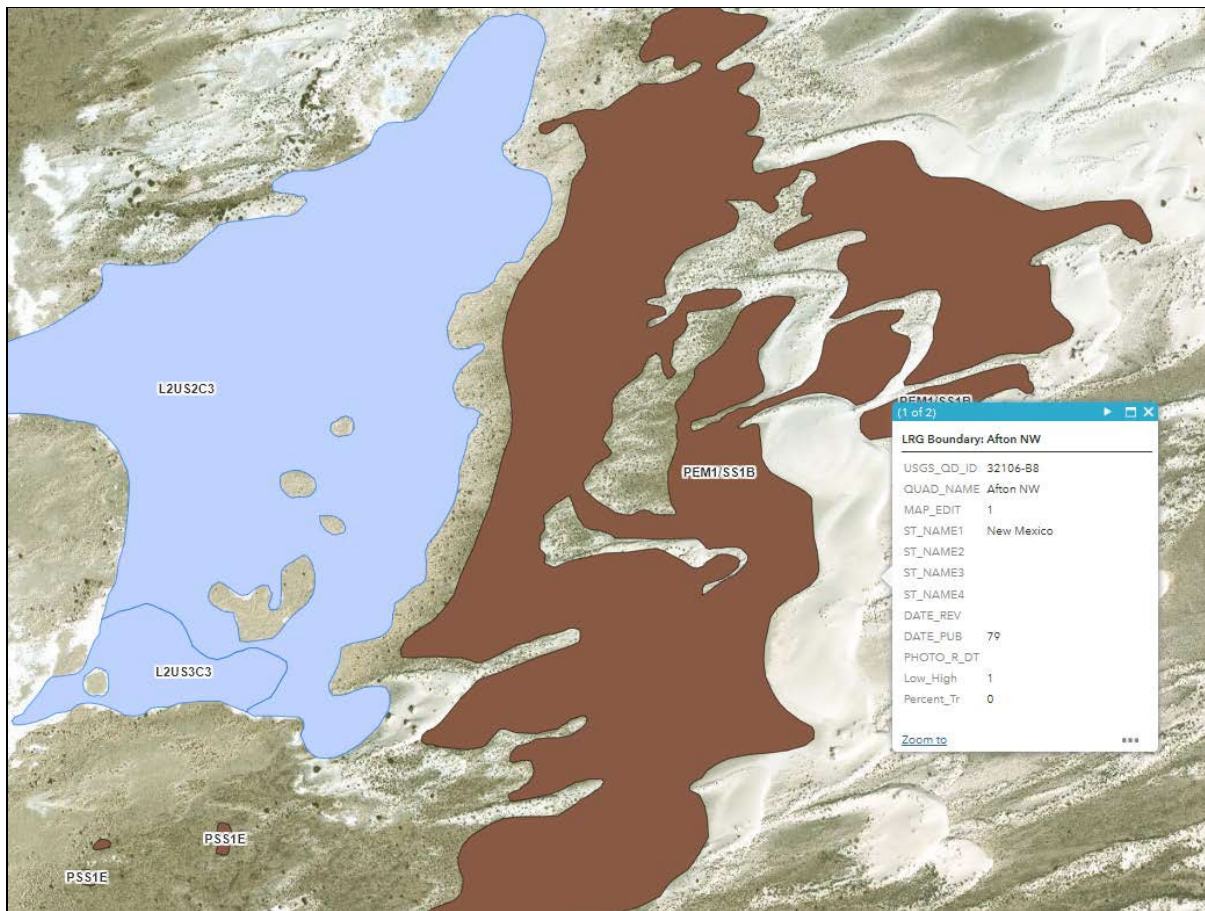 L2US2C3
PEM1/SS1B
(1 of 2)
LRG Boundary: Afton NW
USGS_QD_ID 32106-B8
QUAD_NAME Afton NW
MAP_EDIT 1
ST_NAME1 New Mexico
ST_NAME2
ST_NAME3
ST_NAME4
DATE_REV
DATE_PUB 79
PHOTO_R_DT
Low_High 1
Percent_Tr 0
Zoom to
PEM1/SS1B
L2US3C3
PSS1E
PSS1E